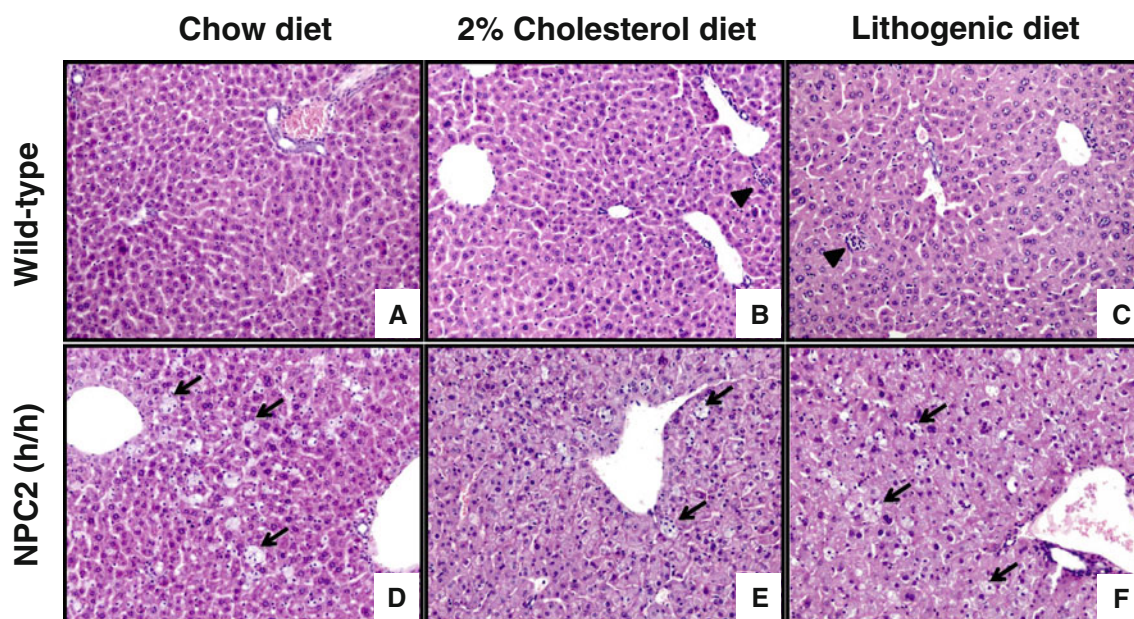 Chow diet
2% Cholesterol diet
Lithogenic diet
Wild-type
A
B
C
NPC2 (h/h)
D
E
F